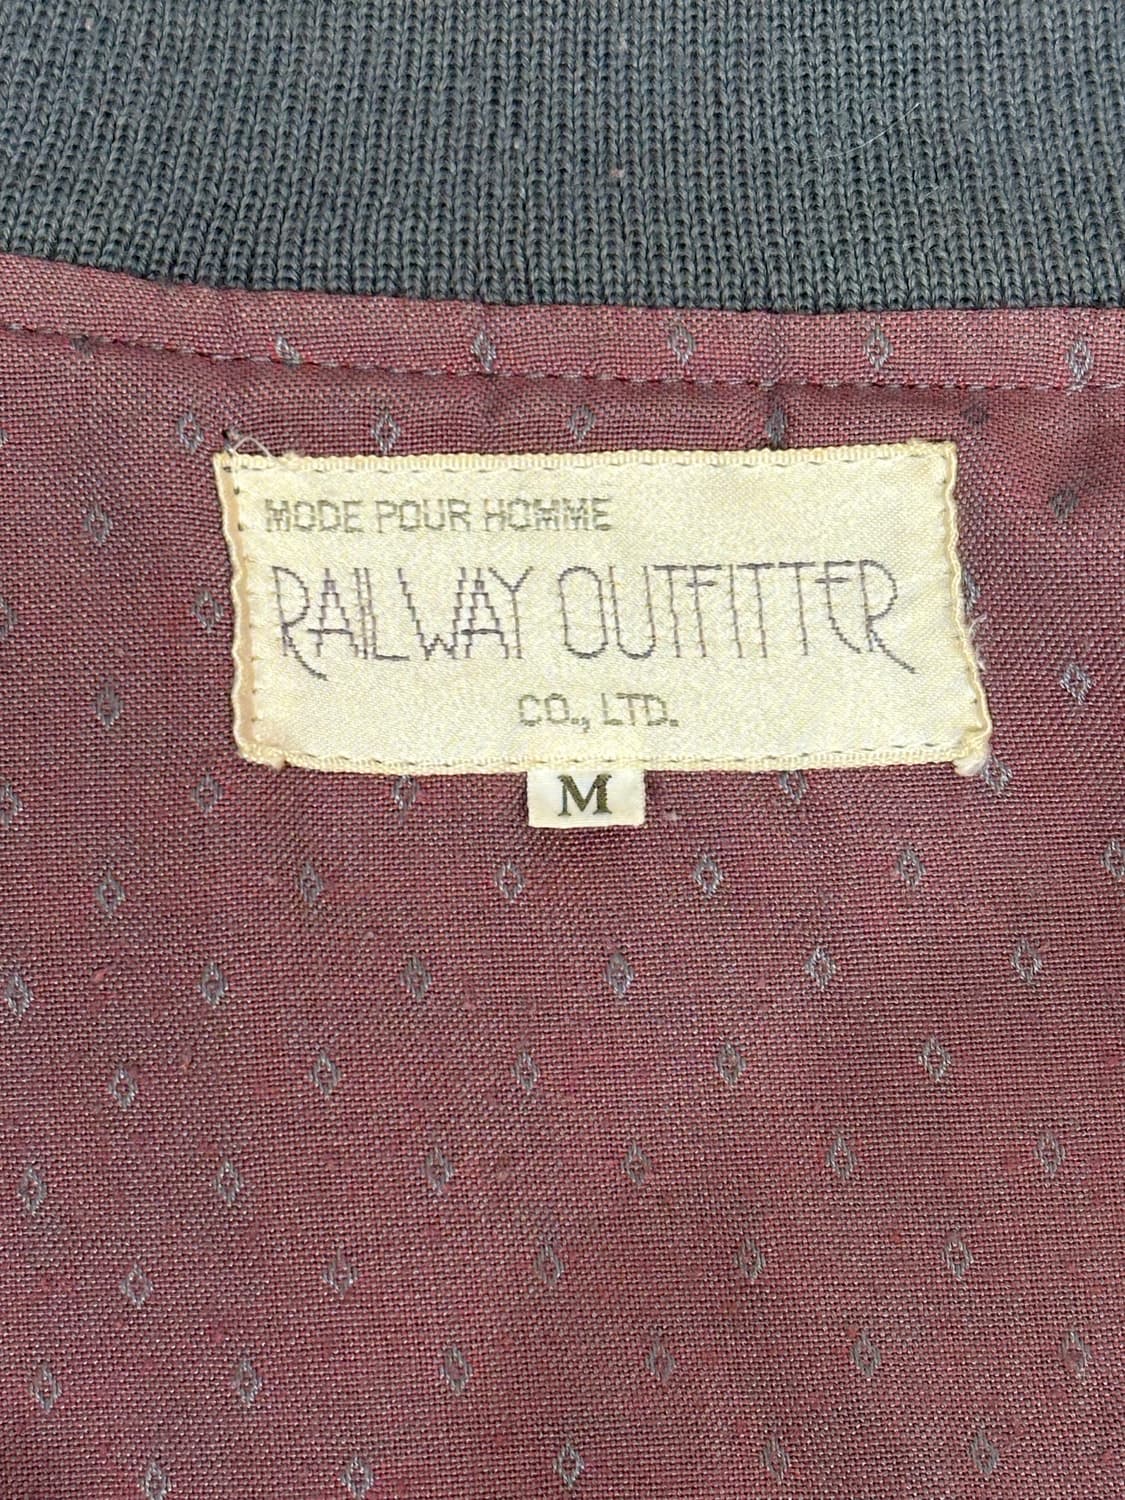 MODE POUR HOMME
RAILWAY OUTFITTER
CO., LTD.
M